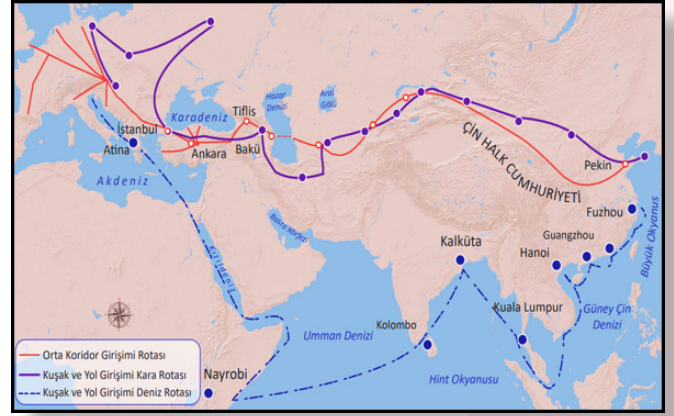 Karadeniz
Hazar
Denizi
Aral
Gölü
Tiflis
İstanbul
Atina
Ankara
Bakü
Akdeniz
ÇİN HALK CUMHURİYETİ
Pekin
Fuzhou
Guangzhou
Hanoi
Büyük Okyanus
Basra Körfezi
Kızıldeniz
Kalküta
Kuala Lumpur
Güney Çin
Denizi
Umman Denizi
Kolombo
Hint Okyanusu
Nayrobi
Orta Koridor Girişimi Rotası
Kuşak ve Yol Girişimi Kara Rotası
Kuşak ve Yol Girişimi Deniz Rotası